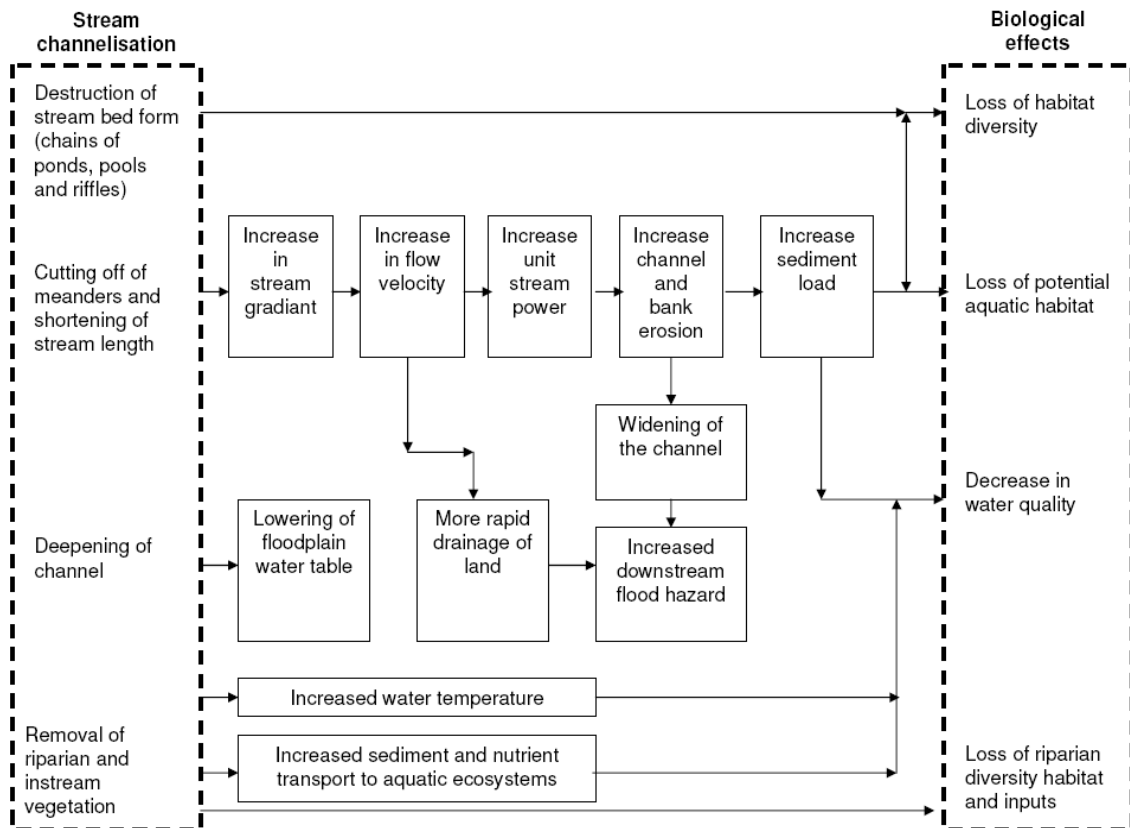 Stream
channelisation
Biological
effects
Destruction of
stream bed form
(chains of
ponds, pools
and riffles)
Loss of habitat
diversity
Cutting off of
meanders and
shortening of
stream length
Increase
in
stream
gradiant
Increase
in flow
velocity
Increase
unit
stream
power
Increase
channel
and
bank
erosion
Increase
sediment
load
Loss of potential
aquatic habitat
Widening of
the channel
Decrease in
water quality
Deepening of
channel
Lowering of
floodplain
water table
More rapid
drainage of
land
Increased
downstream
flood hazard
Increased water temperature
Removal of
riparian and
instream
vegetation
Increased sediment and nutrient
transport to aquatic ecosystems
Loss of riparian
diversity habitat
and inputs